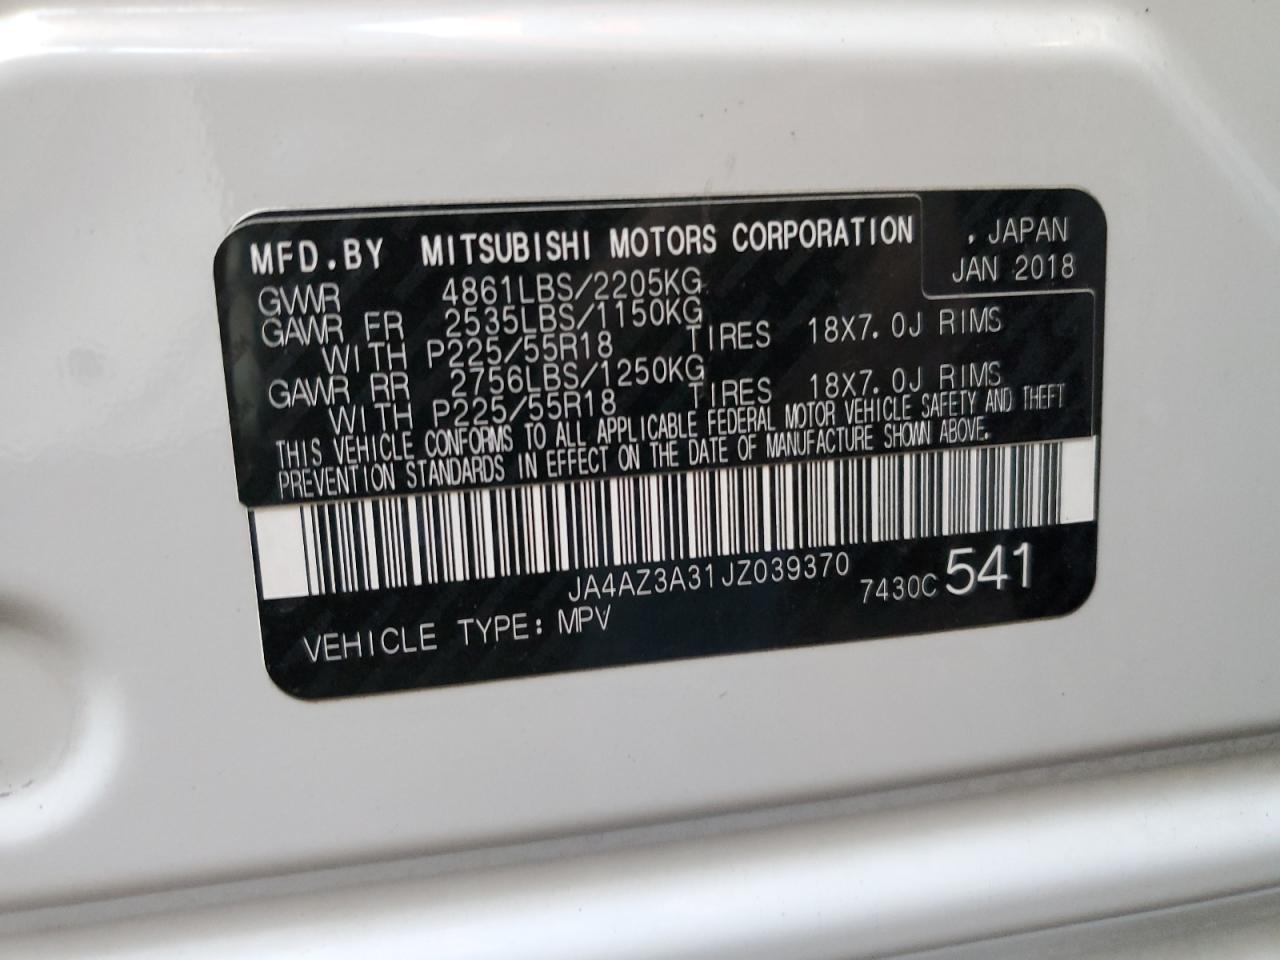 MFD.BY MITSUBISHI MOTORS CORPORATION
. JAPAN
JAN 2018
GVWR 4861LBS/2205KG
GAWR FR 2535LBS/1150KG
WITH P225/55R18 TIRES 18X7.0J RIMS
GAWR RR 2756LBS/1250KG
WITH P225/55R18 TIRES 18X7.0J RIMS
THIS VEHICLE CONFORMS TO ALL APPLICABLE FEDERAL MOTOR VEHICLE SAFETY AND THEFT
PREVENTION STANDARDS IN EFFECT ON THE DATE OF MANUFACTURE SHOWN ABOVE.
JA4AZ3A31JZ039370
7430C 541
VEHICLE TYPE: MPV